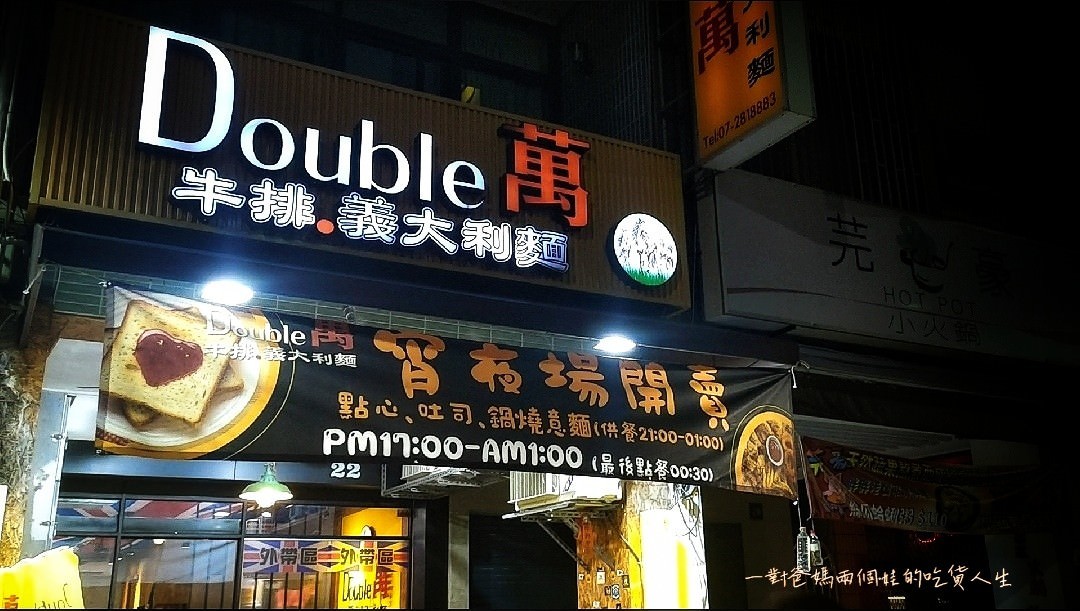 Double 萬
牛排.義大利麵
萬
大利麵
Tel:07-2818883
芫
HOT POT
小火鍋
Double 萬
牛排.義大利麵
宵夜場開賣
點心、吐司、鍋燒意麵(供餐21:00-01:00)
PM17:00-AM1:00 (最後點餐00:30)
22
外帶區 外帶區
Double 萬
一對爸媽兩個娃的吃貨人生